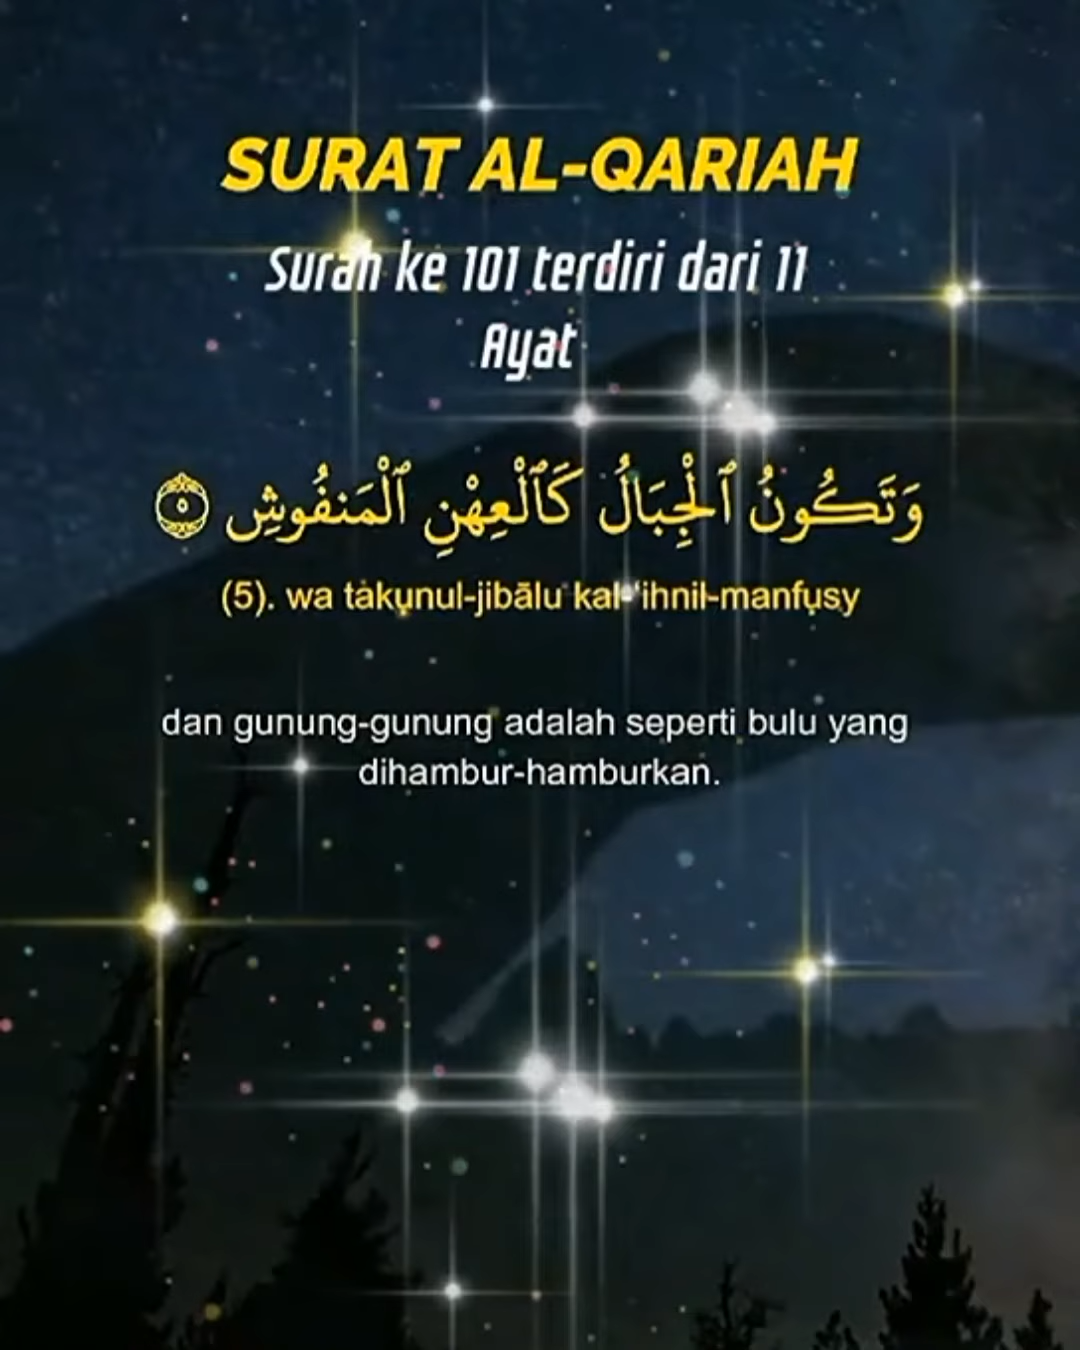 SURAT AL-QARIAH
Surah ke 101 terdiri dari 11
Ayat
وَتَكُونُ ٱلْجِبَالُ كَٱلْعِهْنِ ٱلْمَنفُوشِ ٥
(5). wa takụnul-jibālu kal-'ihnil-manfụsy
dan gunung-gunung adalah seperti bulu yang
dihambur-hamburkan.